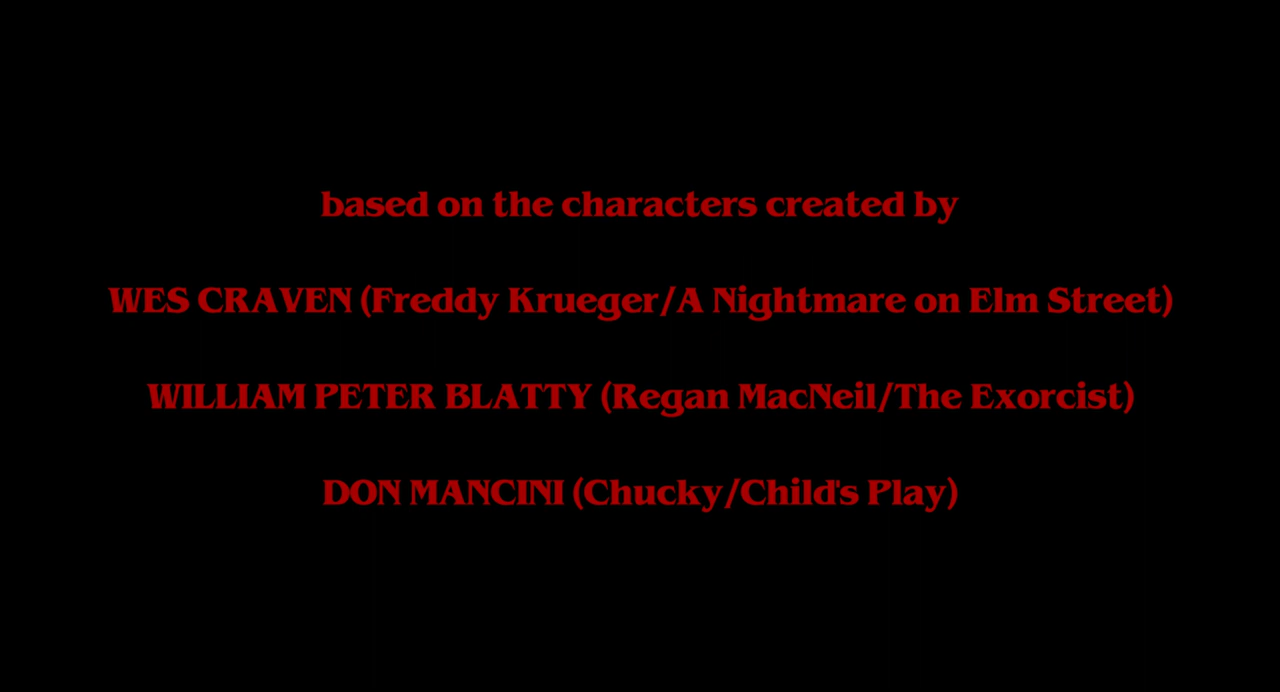 based on the characters created by
WES CRAVEN (Freddy Krueger/A Nightmare on Elm Street)
WILLIAM PETER BLATTY (Regan MacNeil/The Exorcist)
DON MANCINI (Chucky/Child's Play)